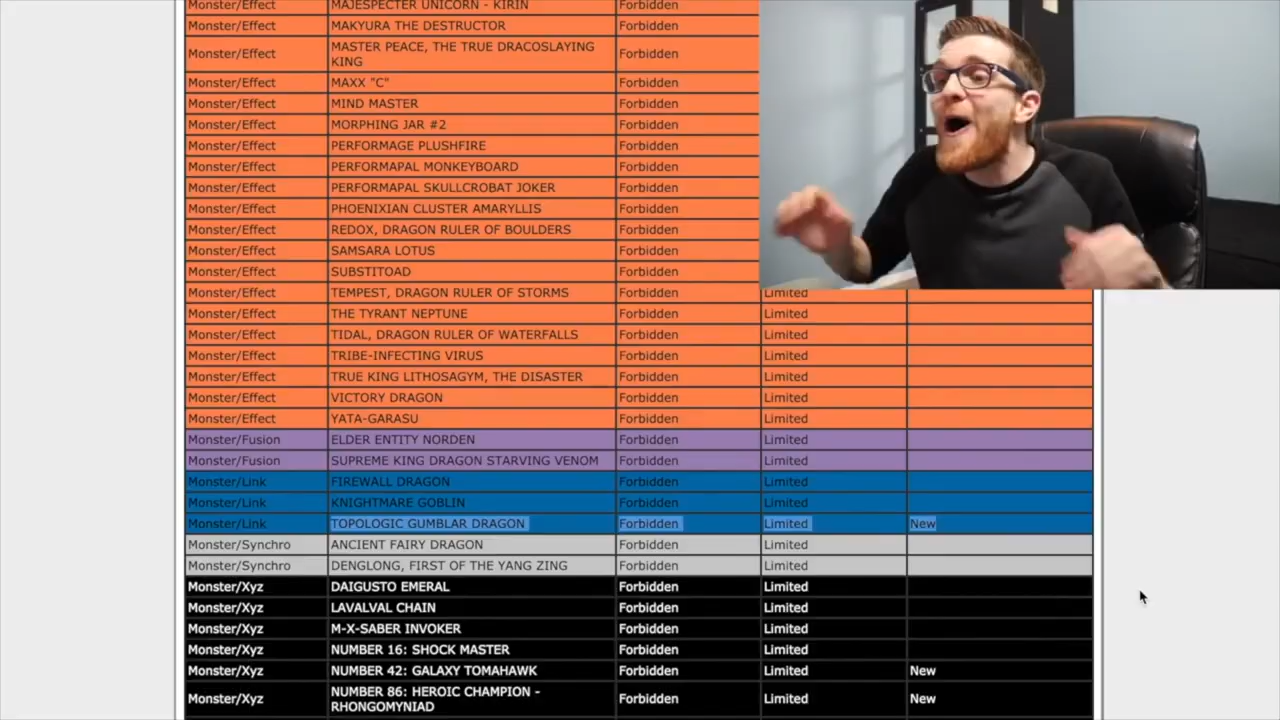 Monster/Effect MAJESPECTER UNICORN - KIRIN Forbidden
Monster/Effect MAKYURA THE DESTRUCTOR Forbidden
Monster/Effect MASTER PEACE, THE TRUE DRACOSLAYING KING Forbidden
Monster/Effect MAXX "C" Forbidden
Monster/Effect MIND MASTER Forbidden
Monster/Effect MORPHING JAR #2 Forbidden
Monster/Effect PERFORMAGE PLUSHFIRE Forbidden
Monster/Effect PERFORMAPAL MONKEYBOARD Forbidden
Monster/Effect PERFORMAPAL SKULLCROBAT JOKER Forbidden
Monster/Effect PHOENIXIAN CLUSTER AMARYLLIS Forbidden
Monster/Effect REDOX, DRAGON RULER OF BOULDERS Forbidden
Monster/Effect SAMSARA LOTUS Forbidden
Monster/Effect SUBSTITOAD Forbidden
Monster/Effect TEMPEST, DRAGON RULER OF STORMS Forbidden Limited
Monster/Effect THE TYRANT NEPTUNE Forbidden Limited
Monster/Effect TIDAL, DRAGON RULER OF WATERFALLS Forbidden Limited
Monster/Effect TRIBE-INFECTING VIRUS Forbidden Limited
Monster/Effect TRUE KING LITHOSAGYM, THE DISASTER Forbidden Limited
Monster/Effect VICTORY DRAGON Forbidden Limited
Monster/Effect YATA-GARASU Forbidden Limited
Monster/Fusion ELDER ENTITY NORDEN Forbidden Limited
Monster/Fusion SUPREME KING DRAGON STARVING VENOM Forbidden Limited
Monster/Link FIREWALL DRAGON Forbidden Limited
Monster/Link KNIGHTMARE GOBLIN Forbidden Limited
Monster/Link TOPOLOGIC GUMBLAR DRAGON Forbidden Limited New
Monster/Synchro ANCIENT FAIRY DRAGON Forbidden Limited
Monster/Synchro DENGLONG, FIRST OF THE YANG ZING Forbidden Limited
Monster/Xyz DAIGUSTO EMERAL Forbidden Limited
Monster/Xyz LAVALVAL CHAIN Forbidden Limited
Monster/Xyz M-X-SABER INVOKER Forbidden Limited
Monster/Xyz NUMBER 16: SHOCK MASTER Forbidden Limited
Monster/Xyz NUMBER 42: GALAXY TOMAHAWK Forbidden Limited New
Monster/Xyz NUMBER 86: HEROIC CHAMPION - RHONGOMYNIAD Forbidden Limited New